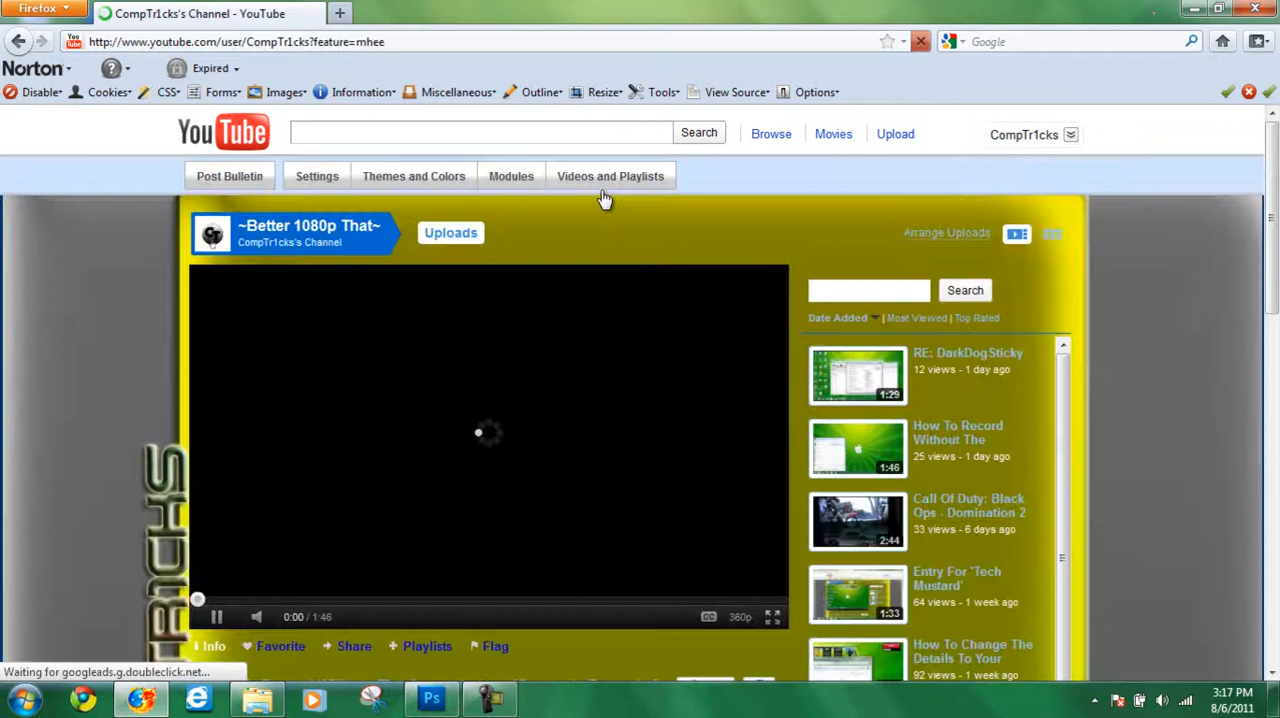 Firefox
CompTr1cks's Channel - YouTube
http://www.youtube.com/user/CompTr1cks?feature=mhee
Google
Norton
Expired
Disable
Cookies
CSS
Forms
Images
Information
Miscellaneous
Outline
Resize
Tools
View Source
Options
YouTube
Search
Browse
Movies
Upload
CompTr1cks
Post Bulletin
Settings
Themes and Colors
Modules
Videos and Playlists
~Better 1080p That~
CompTr1cks's Channel
Uploads
Arrange Uploads
Search
Date Added | Most Viewed | Top Rated
RE: DarkDogSticky
12 views - 1 day ago
1:29
How To Record
Without The
25 views - 1 day ago
1:46
Call Of Duty: Black
Ops - Domination 2
33 views - 6 days ago
2:44
Entry For 'Tech
Mustard'
64 views - 1 week ago
1:33
How To Change The
Details To Your
92 views - 1 week ago
0:00 / 1:46
CC
360p
Info
Favorite
Share
Playlists
Flag
Waiting for googleads.g.doubleclick.net...
Ps
3:17 PM
8/6/2011